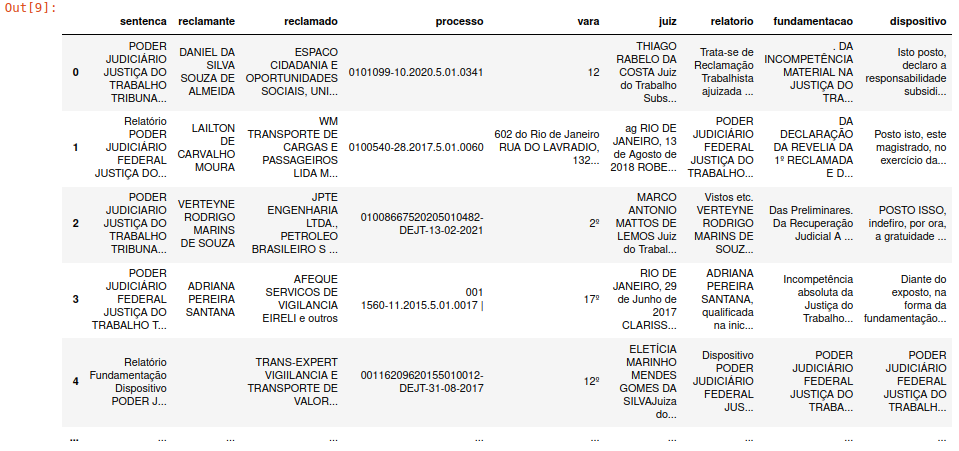 Out[9]:
sentenca reclamante reclamado processo vara juiz relatorio fundamentacao dispositivo
0
PODER
JUDICIÁRIO
JUSTIÇA DO
TRABALHO
TRIBUNA...
DANIEL DA
SILVA
SOUZA DE
ALMEIDA
ESPACO
CIDADANIA E
OPORTUNIDADES
SOCIAIS, UNI...
0101099-10.2020.5.01.0341
12
THIAGO
RABELO DA
COSTA Juiz
do Trabalho
Subs...
Trata-se de
Reclamação
Trabalhista
ajuizada ...
. DA
INCOMPETÊNCIA
MATERIAL NA
JUSTIÇA DO
TRA...
Isto posto,
declaro a
responsabilidade
subsidi...
1
Relatório
PODER
JUDICIÁRIO
FEDERAL
JUSTIÇA DO...
LAILTON
DE
CARVALHO
MOURA
WM
TRANSPORTE DE
CARGAS E
PASSAGEIROS
LIDA M...
0100540-28.2017.5.01.0060
602 do Rio de Janeiro
RUA DO LAVRADIO,
132...
ag RIO DE
JANEIRO, 13
de Agosto de
2018 ROBE...
PODER
JUDICIÁRIO
FEDERAL
JUSTIÇA DO
TRABALHO...
DA
DECLARAÇÃO
DA REVELIA DA
1º RECLAMADA
E D...
Posto isto, este
magistrado, no
exercício da...
2
PODER
JUDICIARIO
JUSTIÇA DO
TRABALHO
TRIBUNA...
VERTEYNE
RODRIGO
MARINS
DE SOUZA
JPTE
ENGENHARIA
LTDA.,
PETROLEO
BRASILEIRO S ...
01008667520205010482-
DEJT-13-02-2021
2º
MARCO
ANTONIO
MATTOS DE
LEMOS Juiz
do Trabal...
Vistos etc.
VERTEYNE
RODRIGO
MARINS DE
SOUZ...
Das Preliminares.
Da Recuperação
Judicial A ...
POSTO ISSO,
indefiro, por ora,
a gratuidade ...
3
PODER
JUDICIÁRIO
FEDERAL
JUSTIÇA DO
TRABALHO T...
ADRIANA
PEREIRA
SANTANA
AFEQUE
SERVICOS DE
VIGILANCIA
EIRELI e outros
001
1560-11.2015.5.01.0017 |
17º
RIO DE
JANEIRO, 29
de Junho de
2017
CLARISS...
ADRIANA
PEREIRA
SANTANA,
qualificada
na inic...
Incompetência
absoluta da
Justiça do
Trabalho...
Diante do
exposto, na
forma da
fundamentação...
4
Relatório
Fundamentação
Dispositivo
PODER J...
TRANS-EXPERT
VIGIILANCIA E
TRANSPORTE DE
VALOR...
00116209620155010012-
DEJT-31-08-2017
12º
ELETÍCIA
MARINHO
MENDES
GOMES DA
SILVAJuiza
do...
Dispositivo
PODER
JUDICIÁRIO
FEDERAL
JUS...
PODER
JUDICIÁRIO
FEDERAL
JUSTIÇA DO
TRABA...
PODER
JUDICIÁRIO
FEDERAL
JUSTIÇA DO
TRABALH...
... ... ... ... ... ... ... ... ... ...